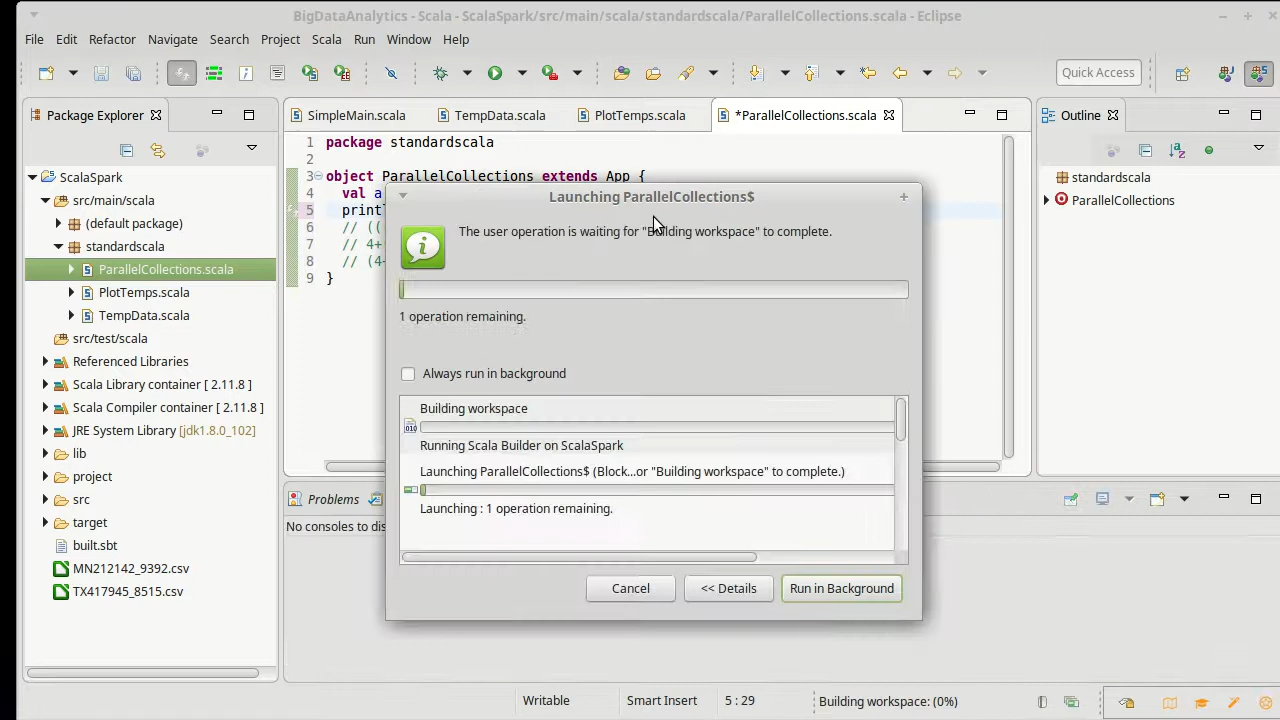 BigDataAnalytics - Scala - ScalaSpark/src/main/scala/standardscala/ParallelCollections.scala - Eclipse
File Edit Refactor Navigate Search Project Scala Run Window Help
Quick Access
Package Explorer
SimpleMain.scala TempData.scala PlotTemps.scala *ParallelCollections.scala
Outline
ScalaSpark
src/main/scala
(default package)
standardscala
ParallelCollections.scala
PlotTemps.scala
TempData.scala
src/test/scala
Referenced Libraries
Scala Library container [ 2.11.8 ]
Scala Compiler container [ 2.11.8 ]
JRE System Library [jdk1.8.0_102]
lib
project
src
target
built.sbt
MN212142_9392.csv
TX417945_8515.csv
1 package standardscala
2
3 object ParallelCollections extends App {
4 val a
5 print
6 // ((
7 // 4+
8 // (4
9 }
standardscala
ParallelCollections
Launching ParallelCollections$
The user operation is waiting for "Building workspace" to complete.
1 operation remaining.
Always run in background
Building workspace
010
Running Scala Builder on ScalaSpark
Launching ParallelCollections$ (Block...or "Building workspace" to complete.)
Launching : 1 operation remaining.
Cancel << Details Run in Background
Problems
No consoles to dis
Writable Smart Insert 5 : 29 Building workspace: (0%)